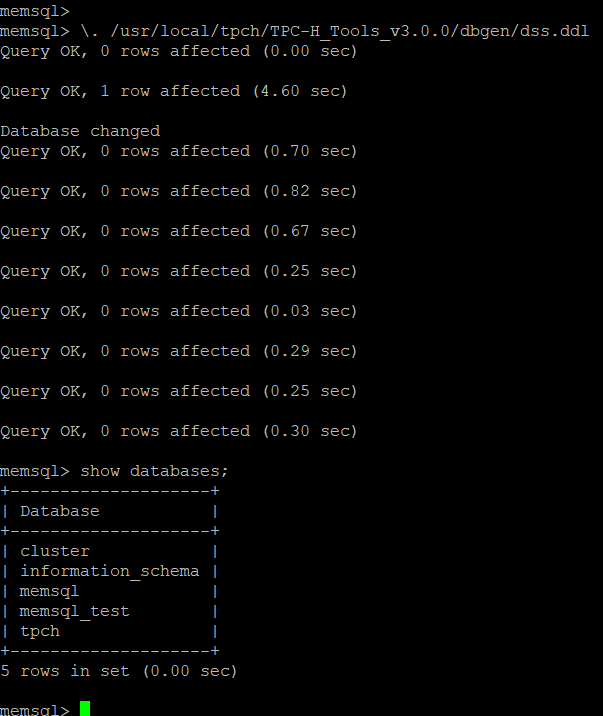 memsql>
memsql> \. /usr/local/tpch/TPC-H_Tools_v3.0.0/dbgen/dss.ddl
Query OK, 0 rows affected (0.00 sec)

Query OK, 1 row affected (4.60 sec)

Database changed
Query OK, 0 rows affected (0.70 sec)

Query OK, 0 rows affected (0.82 sec)

Query OK, 0 rows affected (0.67 sec)

Query OK, 0 rows affected (0.25 sec)

Query OK, 0 rows affected (0.03 sec)

Query OK, 0 rows affected (0.29 sec)

Query OK, 0 rows affected (0.25 sec)

Query OK, 0 rows affected (0.30 sec)

memsql> show databases;
+--------------------+
| Database           |
+--------------------+
| cluster            |
| information_schema |
| memsql             |
| memsql_test        |
| tpch               |
+--------------------+
5 rows in set (0.00 sec)

memsql>